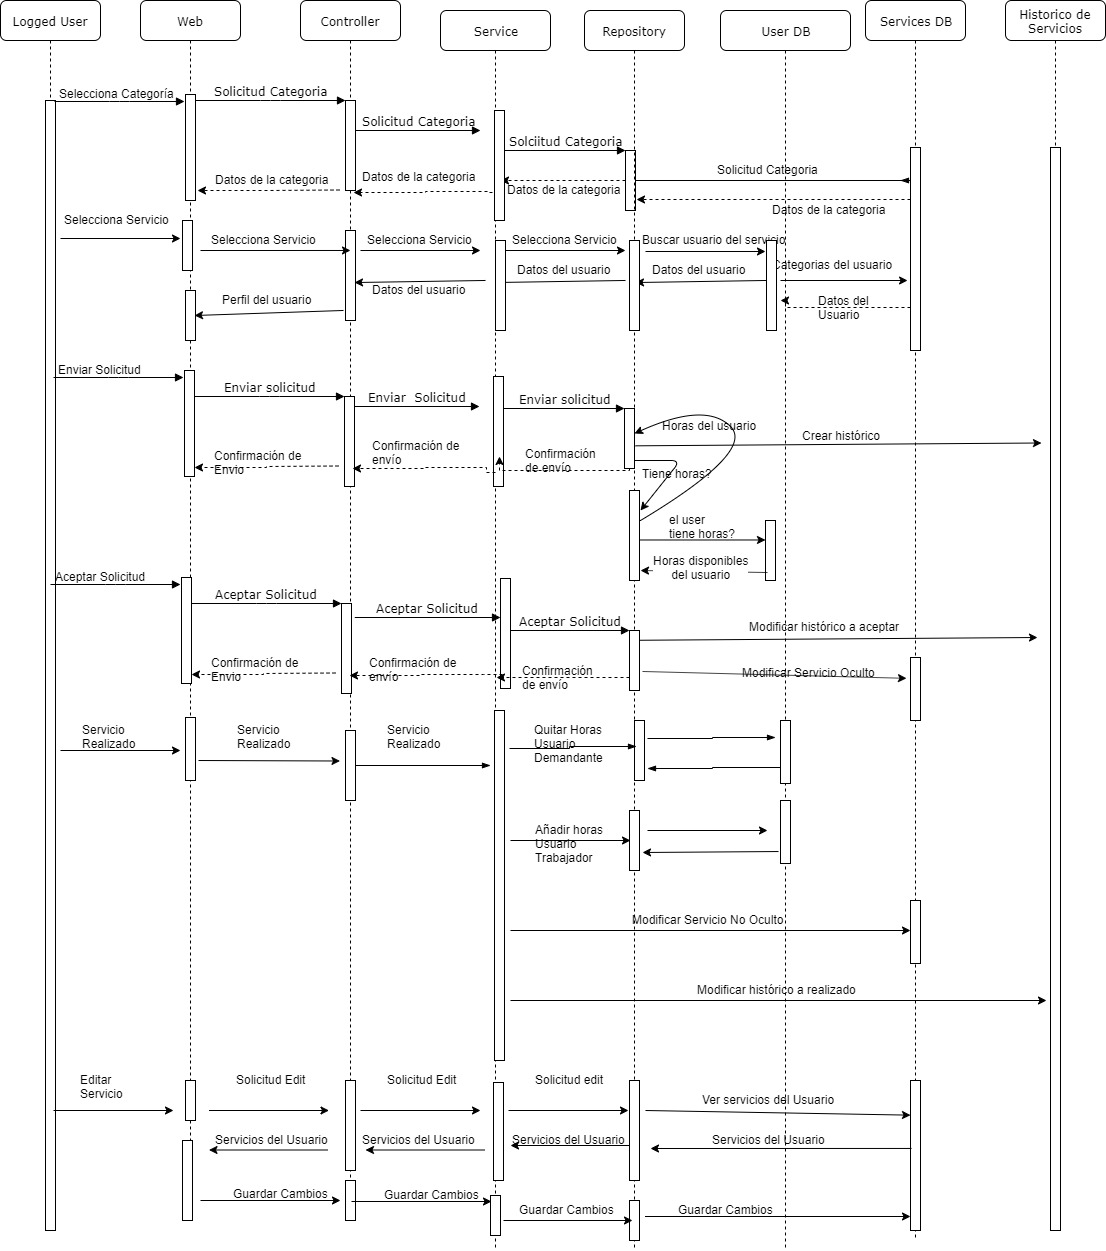 Logged User
Web
Controller
Service
Repository
User DB
Services DB
Historico de
Servicios
Selecciona Categoría
Solicitud Categoria
Solicitud Categoria
Solciitud Categoria
Solicitud Categoria
Datos de la categoria
Datos de la categoria
Datos de la categoria
Datos de la categoria
Selecciona Servicio
Selecciona Servicio
Selecciona Servicio
Selecciona Servicio
Buscar usuario del servicio
Categorias del usuario
Datos del usuario
Datos del usuario
Datos del usuario
Perfil del usuario
Datos del
Usuario
Enviar Solicitud
Enviar solicitud
Enviar Solicitud
Enviar solicitud
Horas del usuario
Crear histórico
Confirmación de
Envio
Confirmación de
envío
Confirmación
de envío
Tiene horas?
el user
tiene horas?
Horas disponibles
del usuario
Aceptar Solicitud
Aceptar Solicitud
Aceptar Solicitud
Aceptar Solicitud
Modificar histórico a aceptar
Confirmación de
Envio
Confirmación de
envío
Confirmación
de envío
Modificar Servicio Oculto
Servicio
Realizado
Servicio
Realizado
Servicio
Realizado
Quitar Horas
Usuario
Demandante
Añadir horas
Usuario
Trabajador
Modificar Servicio No Oculto
Modificar histórico a realizado
Editar
Servicio
Solicitud Edit
Solicitud Edit
Solicitud edit
Ver servicios del Usuario
Servicios del Usuario
Servicios del Usuario
Servicios del Usuario
Servicios del Usuario
Guardar Cambios
Guardar Cambios
Guardar Cambios
Guardar Cambios